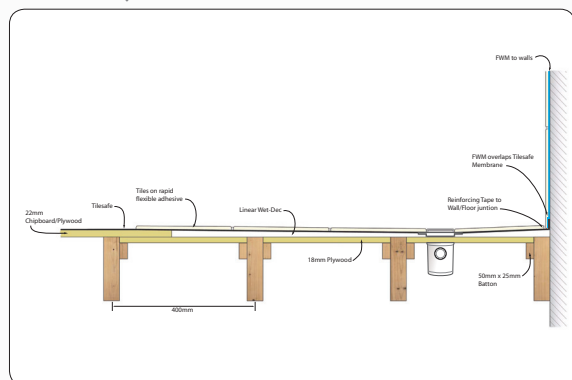 FWM to walls
FWM overlaps Tilesafe
Membrane
Reinforcing Tape to
Wall/Floor juntion
Tiles on rapid
flexible adhesive
Tilesafe
Linear Wet-Dec
22mm
Chipboard/Plywood
18mm Plywood
50mm x 25mm
Batton
400mm